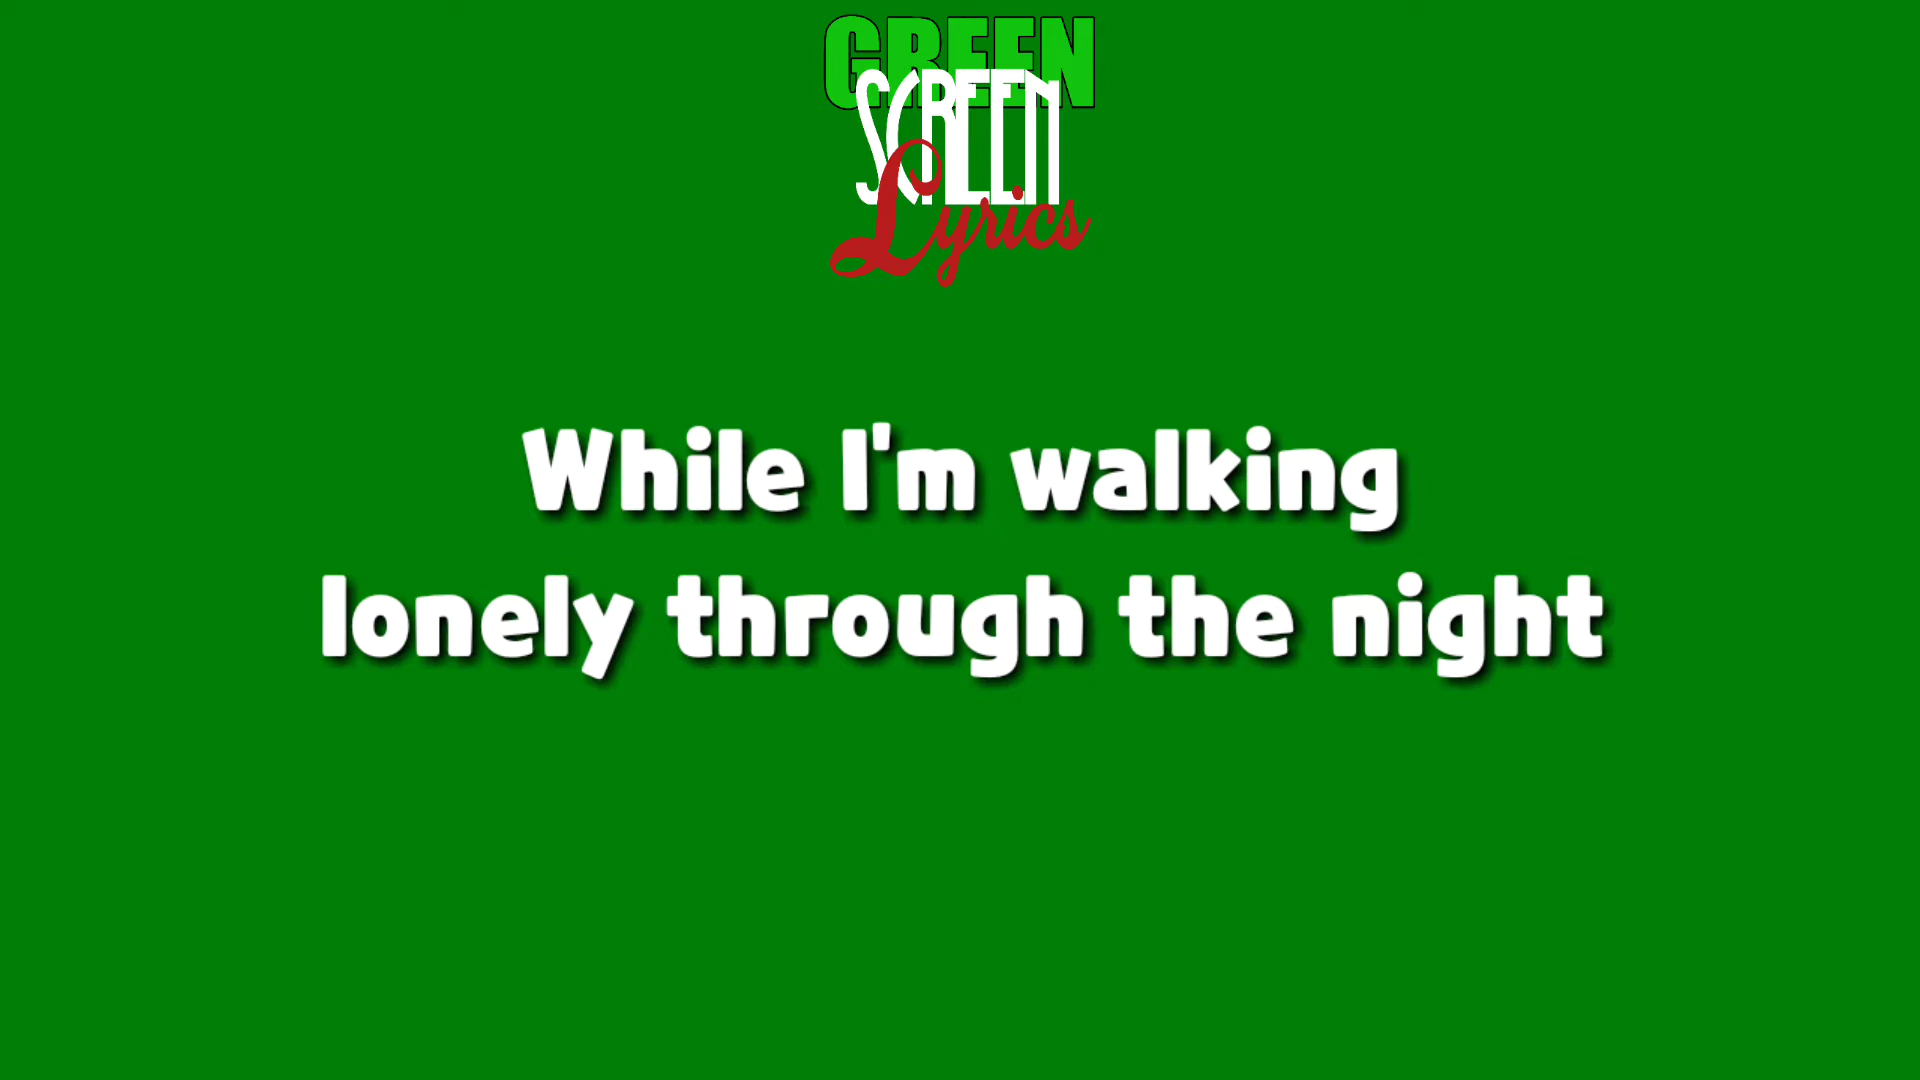 GREEN
SCREEN
Lyrics
While I'm walking
lonely through the night